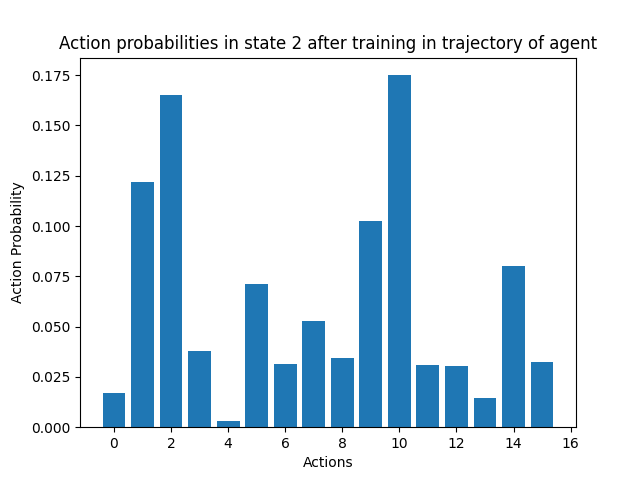 Action probabilities in state 2 after training in trajectory of agent
0.175
0.150
0.125
0.100
0.075
0.050
0.025
0.000
Action Probability
0 2 4 6 8 10 12 14 16
Actions